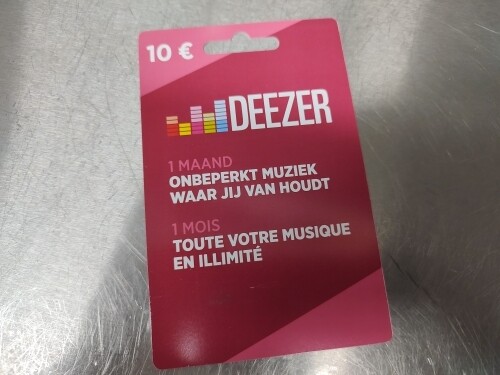 10 €
DEEZER
1 MAAND
ONBEPERKT MUZIEK
WAAR JIJ VAN HOUDT
1 MOIS
TOUTE VOTRE MUSIQUE
EN ILLIMITÉ